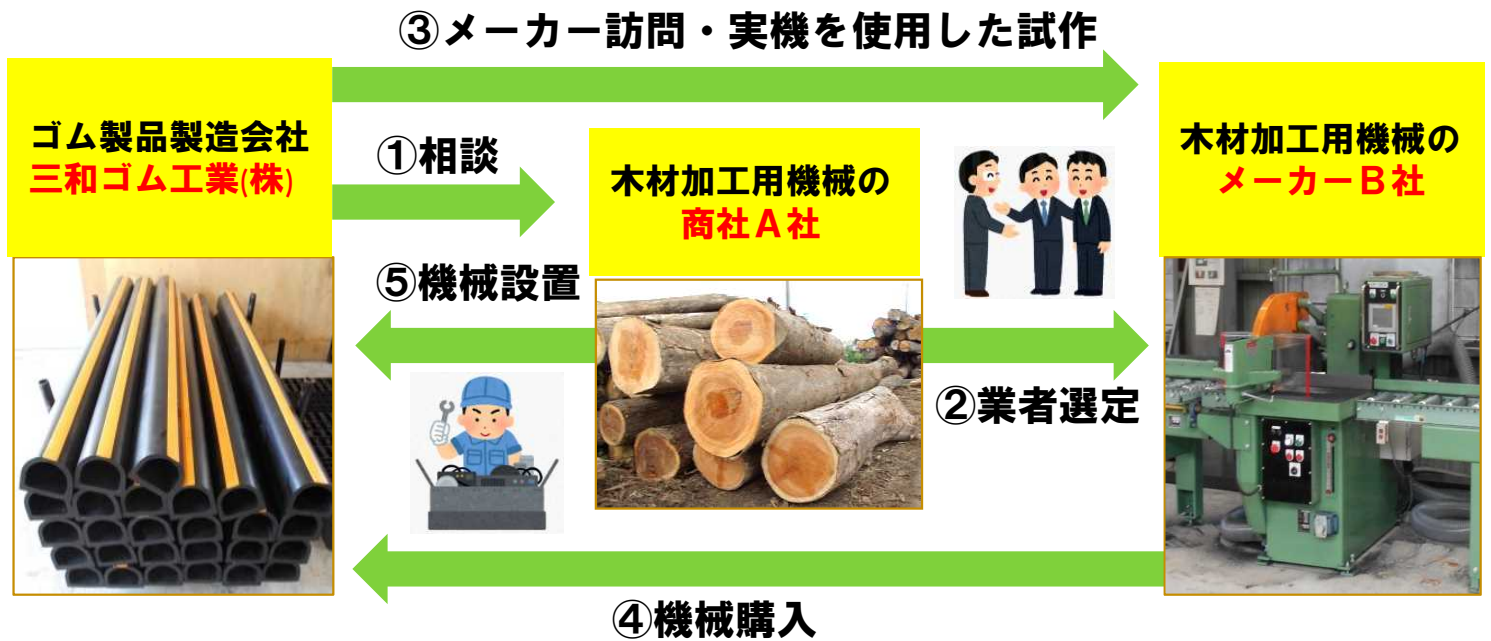 ③メーカー訪問・実機を使用した試作
ゴム製品製造会社
三和ゴム工業(株)
①相談
木材加工用機械の
商社A社
木材加工用機械の
メーカーB社
⑤機械設置
②業者選定
④機械購入